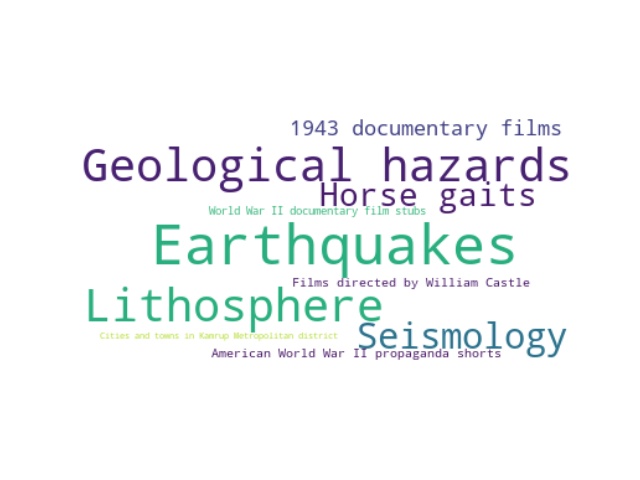 1943 documentary films
Geological hazards
Horse gaits
World War II documentary film stubs
Earthquakes
Films directed by William Castle
Lithosphere
Seismology
Cities and towns in Kamrup Metropolitan district
American World War II propaganda shorts